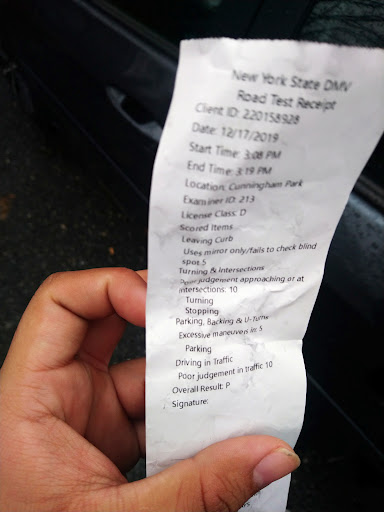 New York State DMV
Road Test Receipt
Client ID: 220158928
Date: 12/17/2019
Start Time: 3:08 PM
End Time: 3:19 PM
Location: Cunningham Park
Examiner ID: 213
License Class: D
Scored Items
Leaving Curb
Uses mirror only/fails to check blind
spot 5
Turning & Intersections
Poor judgement approaching or at
intersections: 10
Turning
Stopping
Parking, Backing & U-Turns
Excessive maneuvers in: 5
Parking
Driving in Traffic
Poor judgement in traffic 10
Overall Result: P
Signature: